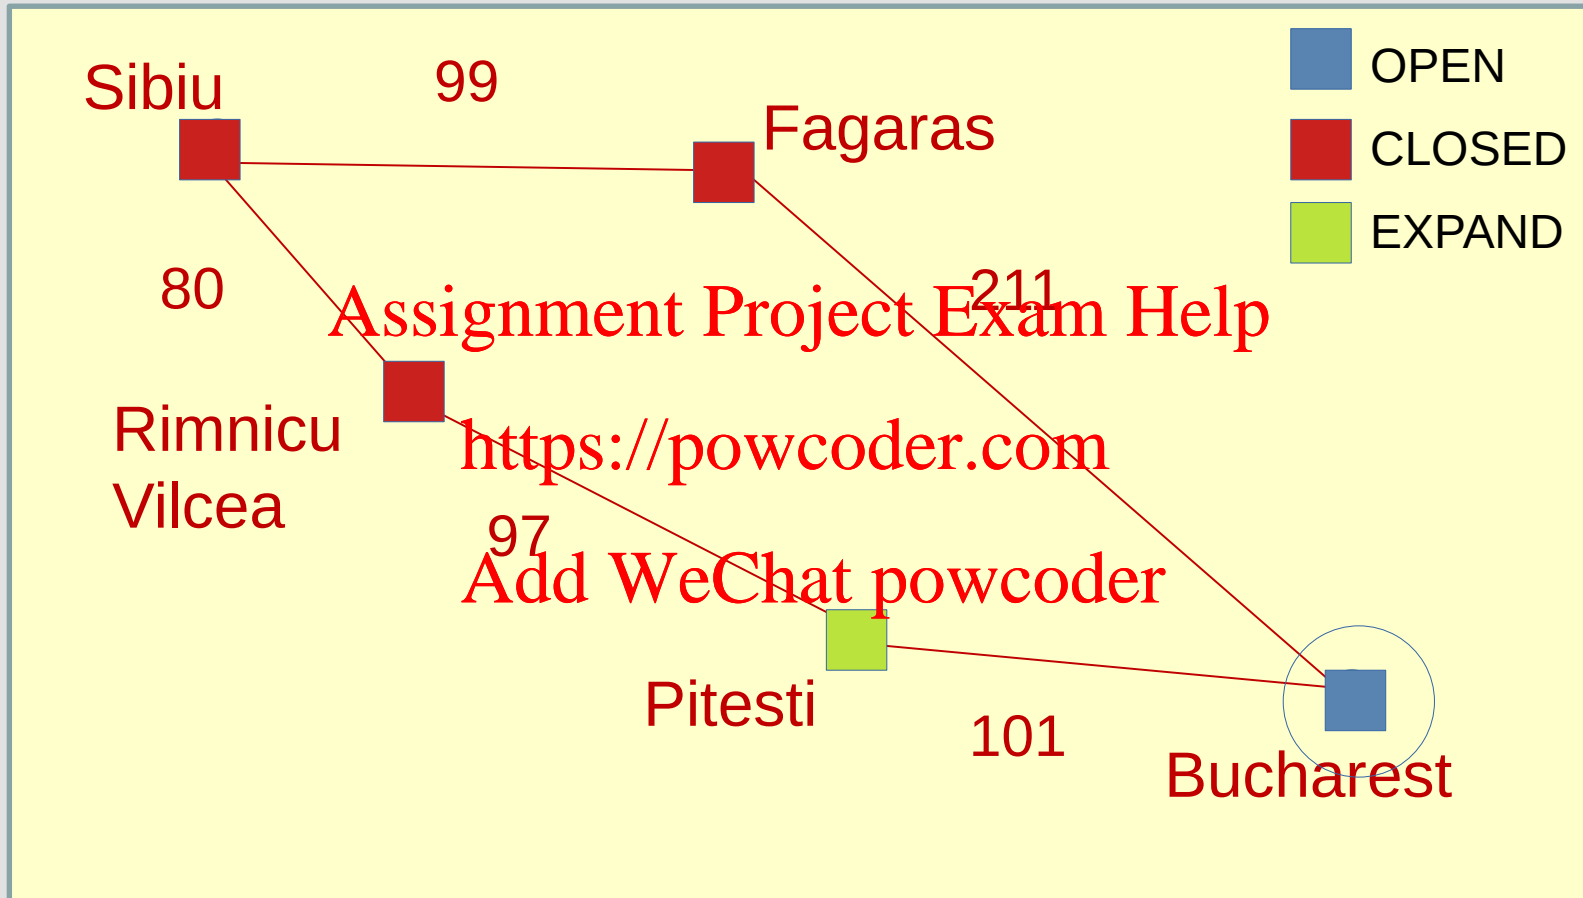 Sibiu
99
Fagaras
OPEN
CLOSED
EXPAND
80
211
Assignment Project Exam Help
Rimnicu
Vilcea
https://powcoder.com
97
Add WeChat powcoder
Pitesti
101
Bucharest